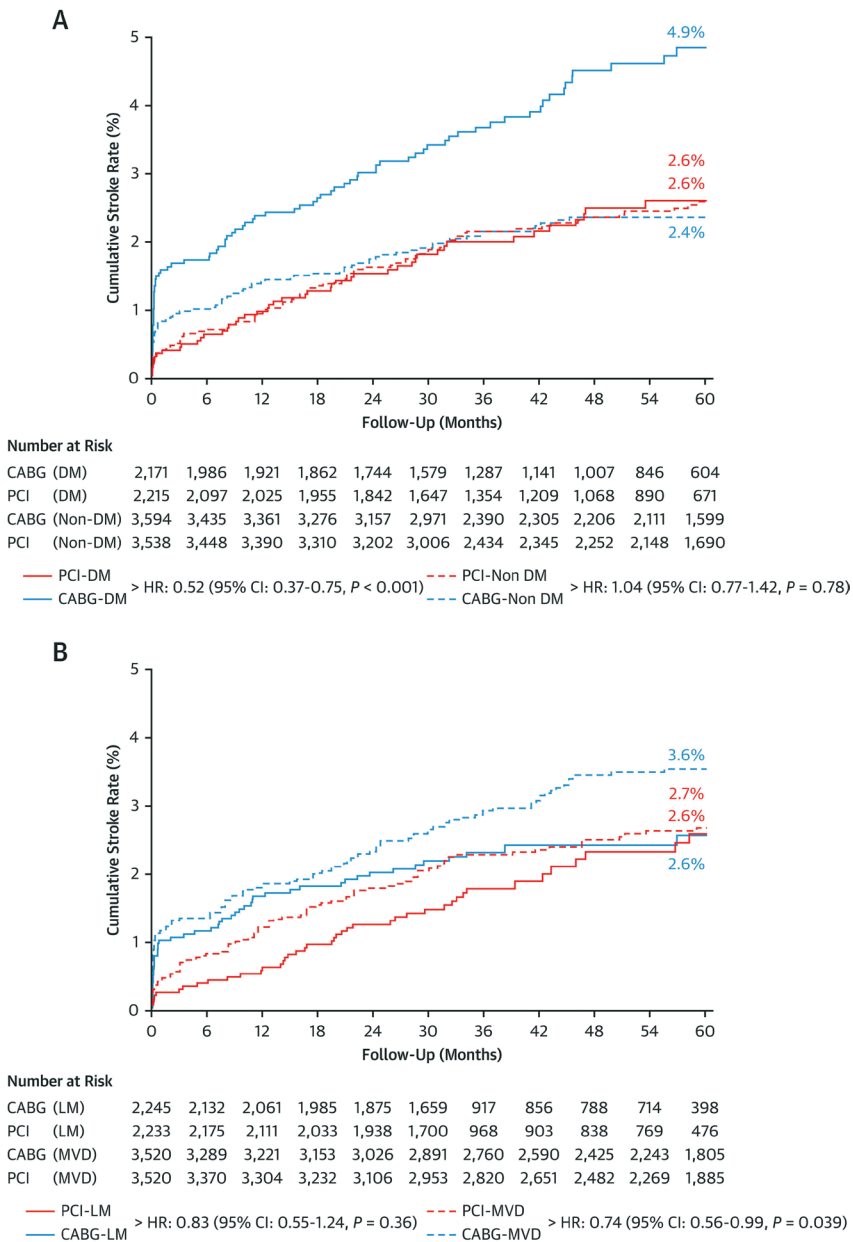 A
Cumulative Stroke Rate (%)
5
4
3
2
1
0
4.9%
2.6%
2.6%
2.4%
0 6 12 18 24 30 36 42 48 54 60
Follow-Up (Months)
Number at Risk
CABG (DM) 2,171 1,986 1,921 1,862 1,744 1,579 1,287 1,141 1,007 846 604
PCI (DM) 2,215 2,097 2,025 1,955 1,842 1,647 1,354 1,209 1,068 890 671
CABG (Non-DM) 3,594 3,435 3,361 3,276 3,157 2,971 2,390 2,305 2,206 2,111 1,599
PCI (Non-DM) 3,538 3,448 3,390 3,310 3,202 3,006 2,434 2,345 2,252 2,148 1,690
PCI-DM
CABG-DM
> HR: 0.52 (95% CI: 0.37-0.75, P < 0.001)
PCI-Non DM
CABG-Non DM
> HR: 1.04 (95% CI: 0.77-1.42, P = 0.78)
B
Cumulative Stroke Rate (%)
5
4
3
2
1
0
3.6%
2.7%
2.6%
2.6%
0 6 12 18 24 30 36 42 48 54 60
Follow-Up (Months)
Number at Risk
CABG (LM) 2,245 2,132 2,061 1,985 1,875 1,659 917 856 788 714 398
PCI (LM) 2,233 2,175 2,111 2,033 1,938 1,700 968 903 838 769 476
CABG (MVD) 3,520 3,289 3,221 3,153 3,026 2,891 2,760 2,590 2,425 2,243 1,805
PCI (MVD) 3,520 3,370 3,304 3,232 3,106 2,953 2,820 2,651 2,482 2,269 1,885
PCI-LM
CABG-LM
> HR: 0.83 (95% CI: 0.55-1.24, P = 0.36)
PCI-MVD
CABG-MVD
> HR: 0.74 (95% CI: 0.56-0.99, P = 0.039)